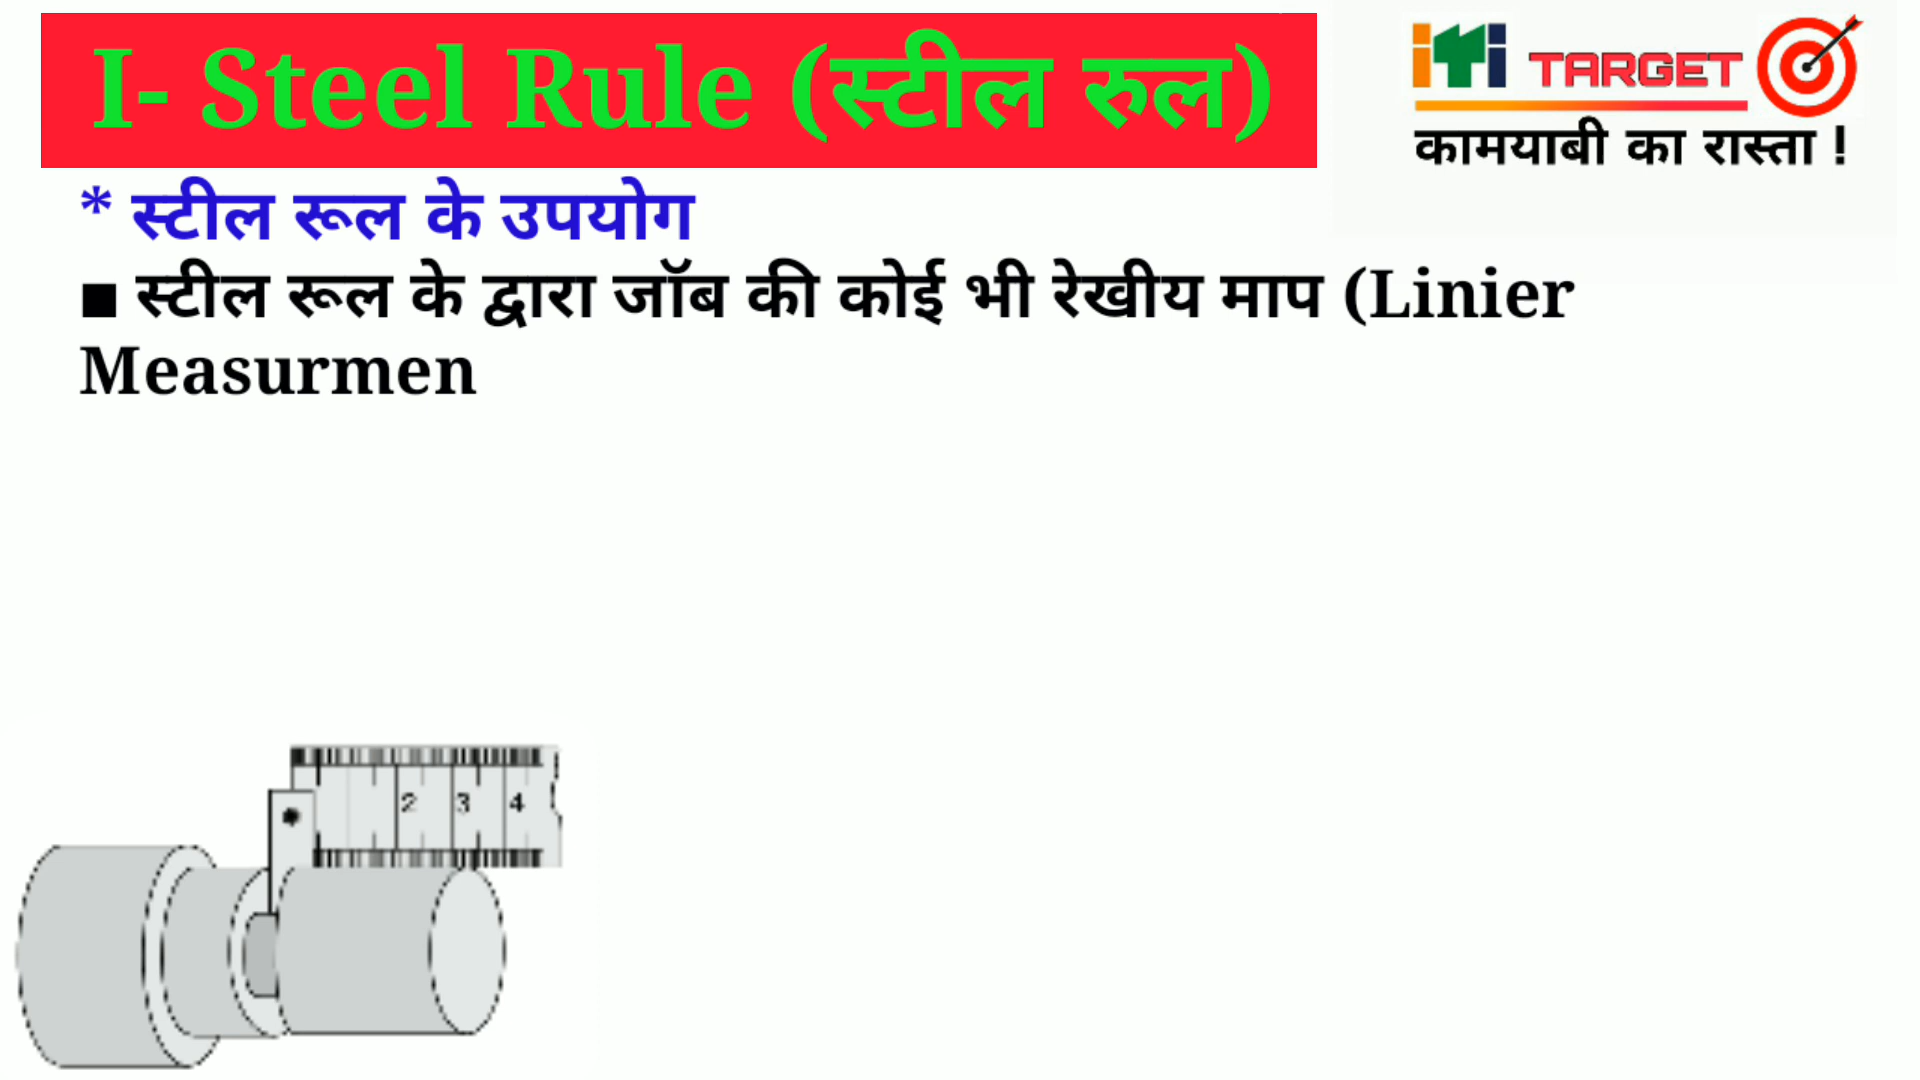 I- Steel Rule (स्टील रुल)
iTi TARGET
कामयाबी का रास्ता !
* स्टील रूल के उपयोग
▪ स्टील रूल के द्वारा जॉब की कोई भी रेखीय माप (Linier
Measurmen
2 3 4